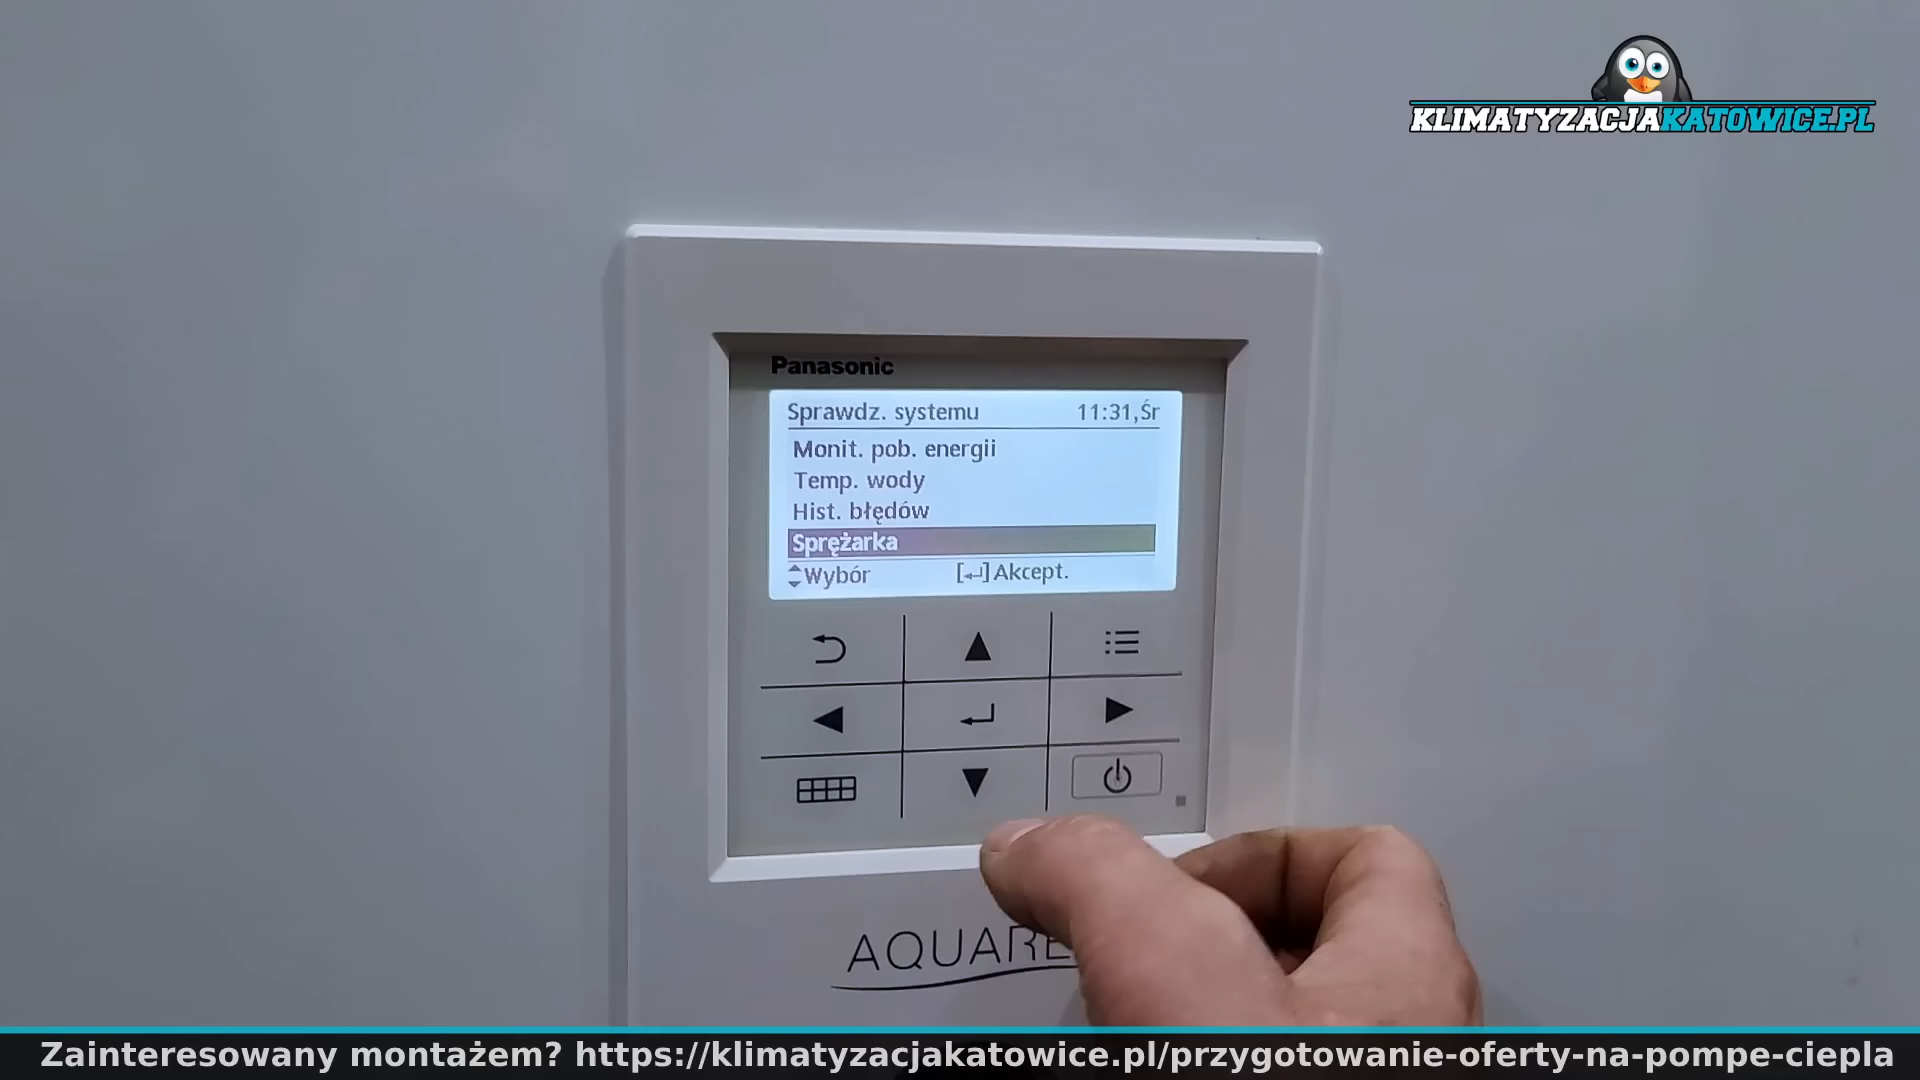 KLIMATYZACJAKATOWICE.PL
Panasonic
Sprawdz. systemu 11:31,Śr
Monit. pob. energii
Temp. wody
Hist. błędów
Sprężarka
Wybór [↵]Akcept.
AQUARE
Zainteresowany montażem? https://klimatyzacjakatowice.pl/przygotowanie-oferty-na-pompe-ciepla